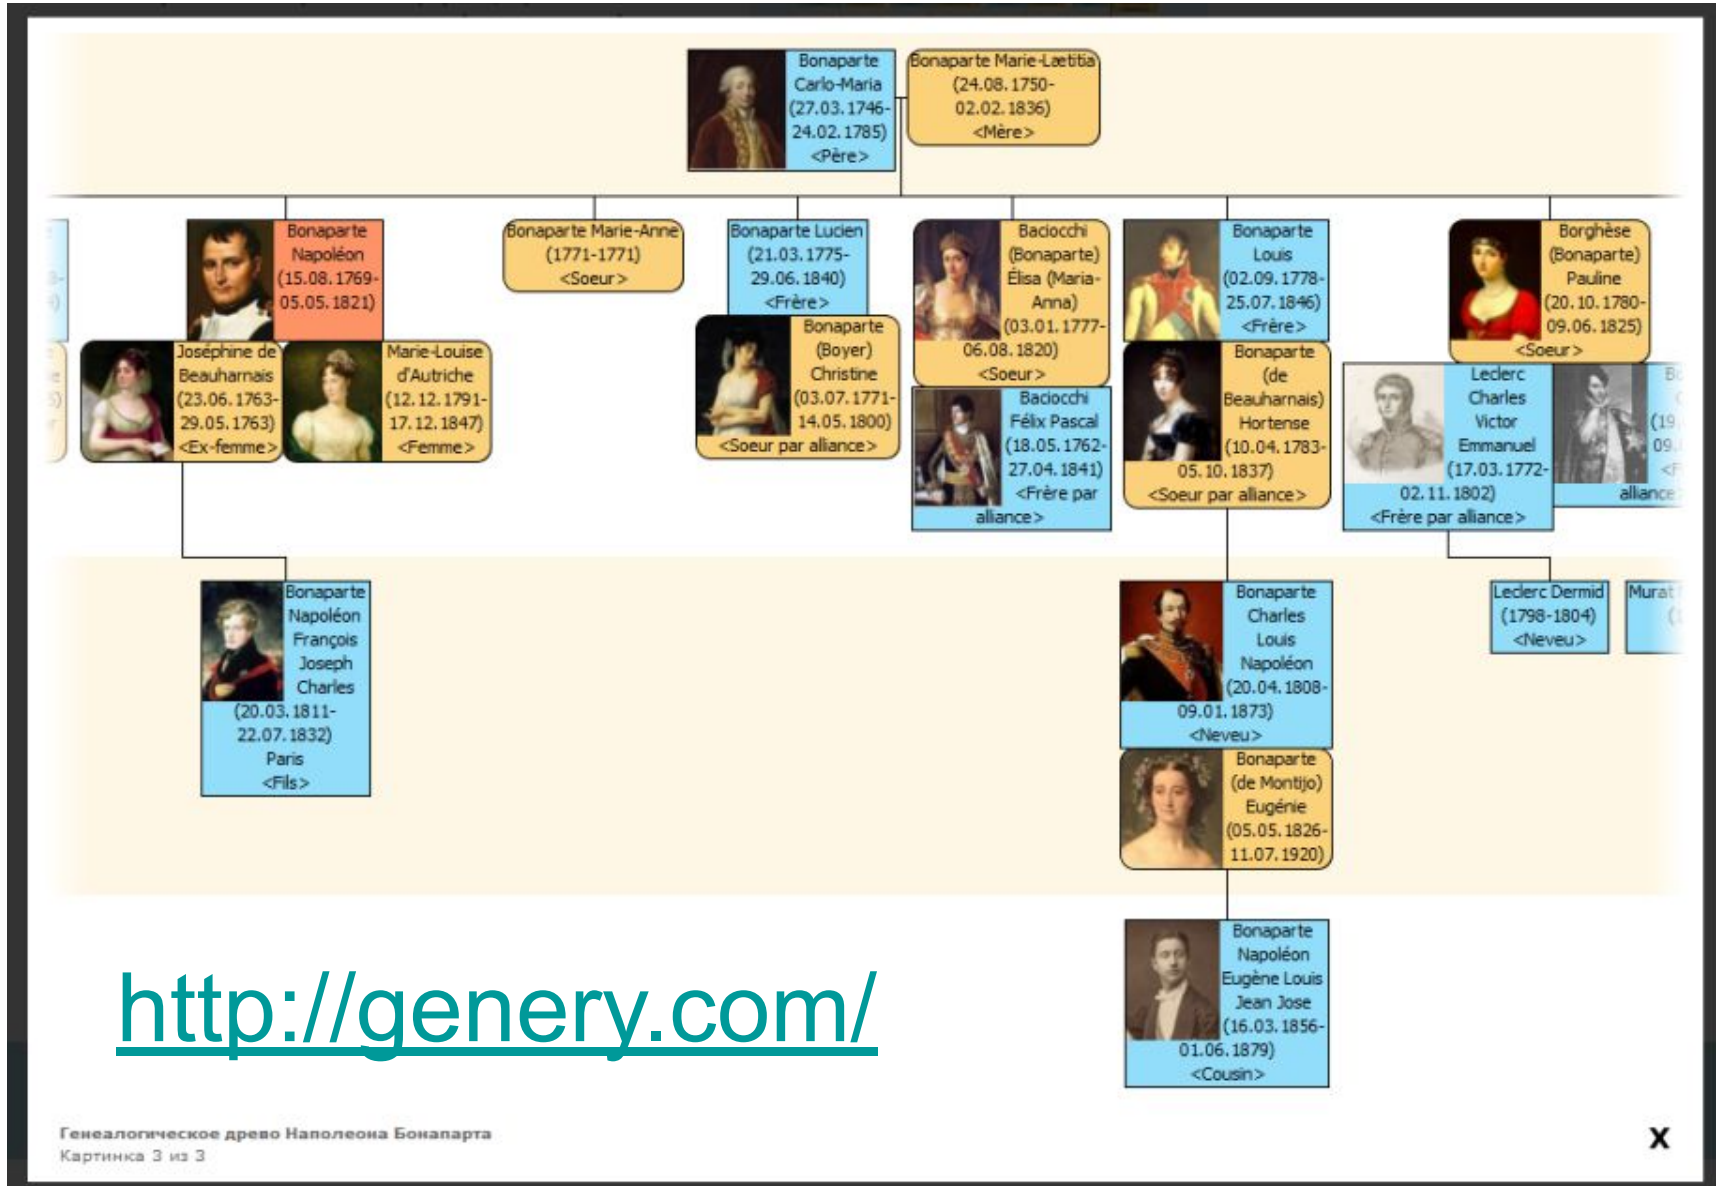 Bonaparte
Carlo-Maria
(27.03.1746-
24.02.1785)
<Père>
Bonaparte Marie-Lætitia
(24.08.1750-
02.02.1836)
<Mère>
Bonaparte
Napoléon
(15.08.1769-
05.05.1821)
Joséphine de
Beauharnais
(23.06.1763-
29.05.1763)
<Ex-femme>
Marie-Louise
d'Autriche
(12.12.1791-
17.12.1847)
<Femme>
Bonaparte Marie-Anne
(1771-1771)
<Soeur>
Bonaparte Lucien
(21.03.1775-
29.06.1840)
<Frère>
Bonaparte
(Boyer)
Christine
(03.07.1771-
14.05.1800)
<Soeur par alliance>
Baciocchi
(Bonaparte)
Élisa (Maria-
Anna)
(03.01.1777-
06.08.1820)
<Soeur>
Baciocchi
Félix Pascal
(18.05.1762-
27.04.1841)
<Frère par
alliance>
Bonaparte
Louis
(02.09.1778-
25.07.1846)
<Frère>
Bonaparte
(de
Beauharnais)
Hortense
(10.04.1783-
05.10.1837)
<Soeur par alliance>
Borghèse
(Bonaparte)
Pauline
(20.10.1780-
09.06.1825)
<Soeur>
Leclerc
Charles
Victor
Emmanuel
(17.03.1772-
02.11.1802)
<Frère par alliance>
(19.
09.
alliance>
Bonaparte
Napoléon
François
Joseph
Charles
(20.03.1811-
22.07.1832)
Paris
<Fils>
Bonaparte
Charles
Louis
Napoléon
(20.04.1808-
09.01.1873)
<Neveu>
Bonaparte
(de Montijo)
Eugénie
(05.05.1826-
11.07.1920)
Leclerc Dermid
(1798-1804)
<Neveu>
Murat
Bonaparte
Napoléon
Eugène Louis
Jean Jose
(16.03.1856-
01.06.1879)
<Cousin>
http://genery.com/
Генеалогическое древо Наполеона Бонапарта
Картинка 3 из 3
X